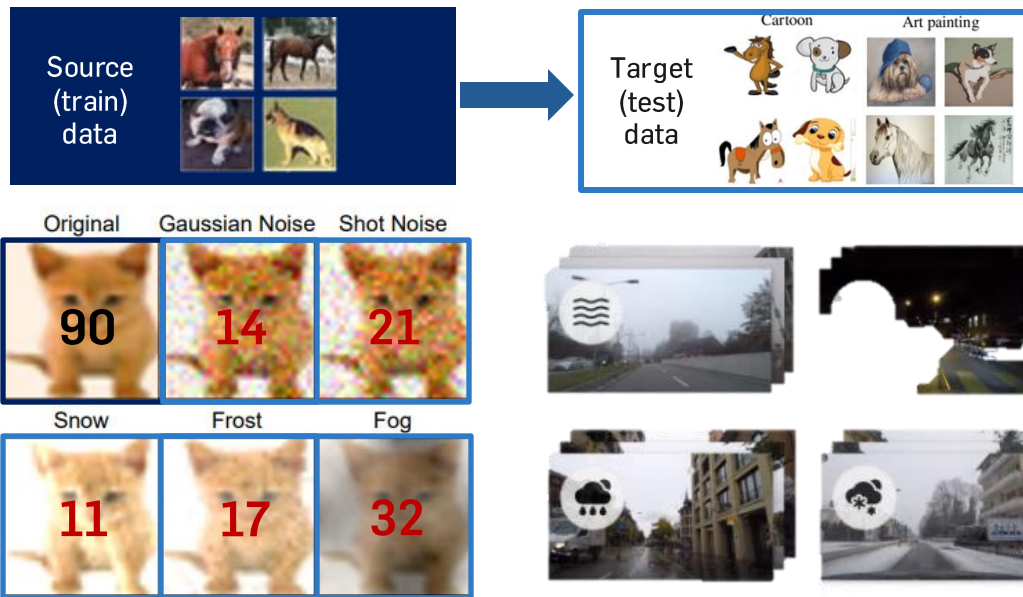 Source
(train)
data
Target
(test)
data
Cartoon
Art painting
Original
Gaussian Noise
Shot Noise
90
14
21
Snow
Frost
Fog
11
17
32